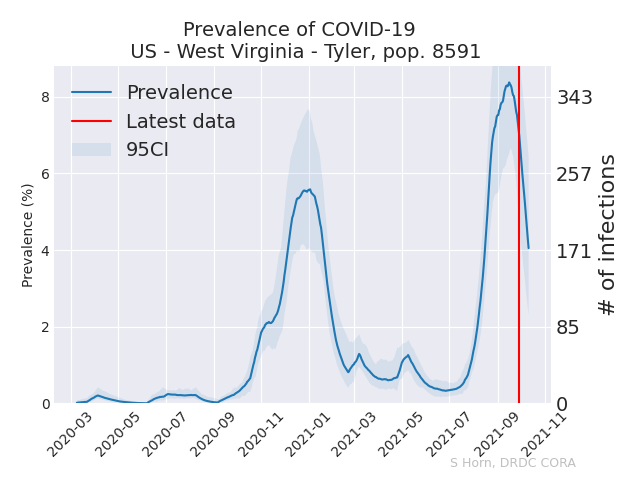 Prevalence of COVID-19
US - West Virginia - Tyler, pop. 8591
Prevalence
Latest data
95CI
Prevalence (%)
8
6
4
2
0
343
257
171
85
0
# of infections
2020-03
2020-05
2020-07
2020-09
2020-11
2021-01
2021-03
2021-05
2021-07
2021-09
2021-11
S Horn, DRDC CORA